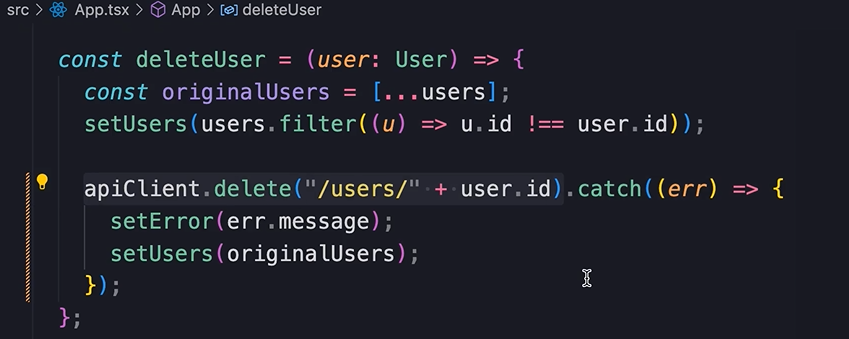 src > App.tsx > App > deleteUser
const deleteUser = (user: User) => {
const originalUsers = [...users];
setUsers(users.filter((u) => u.id !== user.id));
apiClient.delete("/users/" + user.id).catch((err) => {
setError(err.message);
setUsers(originalUsers);
});
};